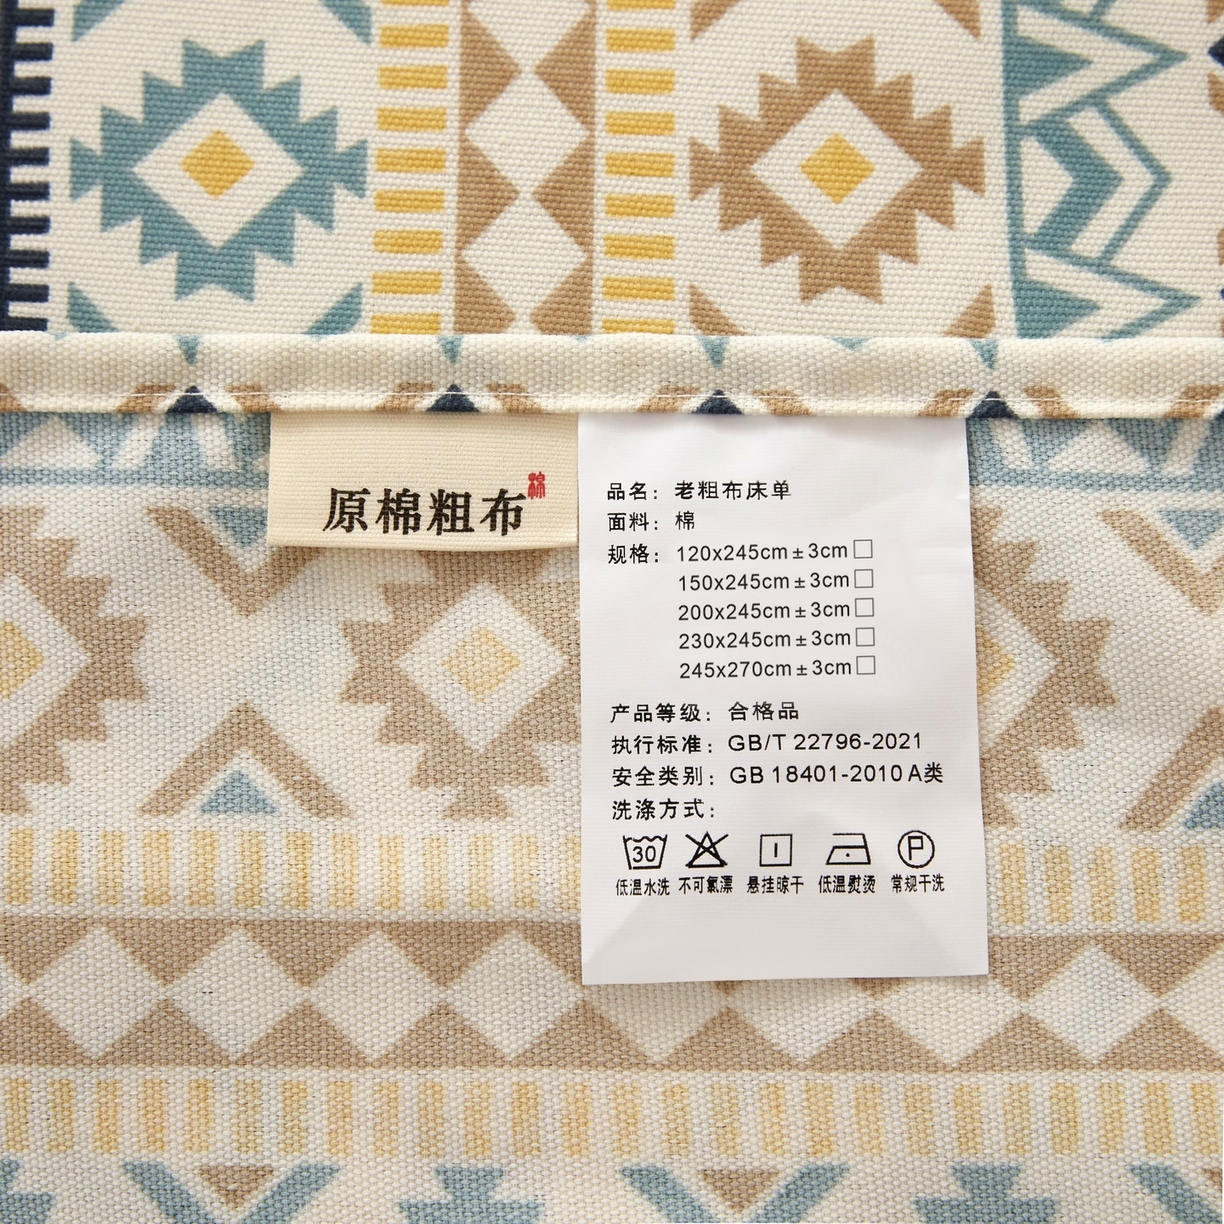 原棉粗布
棉
品名：老粗布床单
面料：棉
规格：120x245cm±3cm□
150x245cm±3cm□
200x245cm±3cm□
230x245cm±3cm□
245x270cm±3cm□
产品等级：合格品
执行标准：GB/T 22796-2021
安全类别：GB 18401-2010 A类
洗涤方式：
30 P
低温水洗 不可氯漂 悬挂晾干 低温熨烫 常规干洗